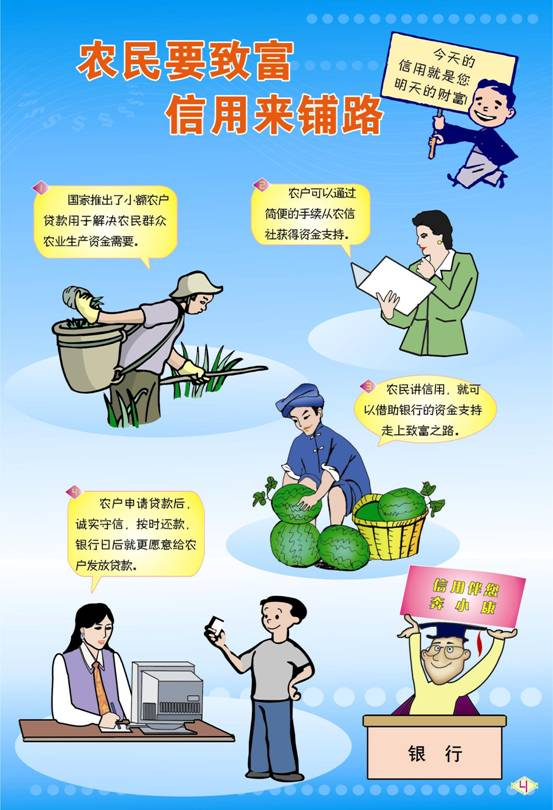 农民要致富
信用来铺路
今天的
信用就是您
明天的财富!
1
国家推出了小额农户
贷款用于解决农民群众
农业生产资金需要。
2
农户可以通过
简便的手续从农信
社获得资金支持。
3
农民讲信用，就可
以借助银行的资金支持
走上致富之路。
4
农户申请贷款后，
诚实守信，按时还款，
银行日后就更愿意给农
户发放贷款。
信用伴您
奔小康
银行
4